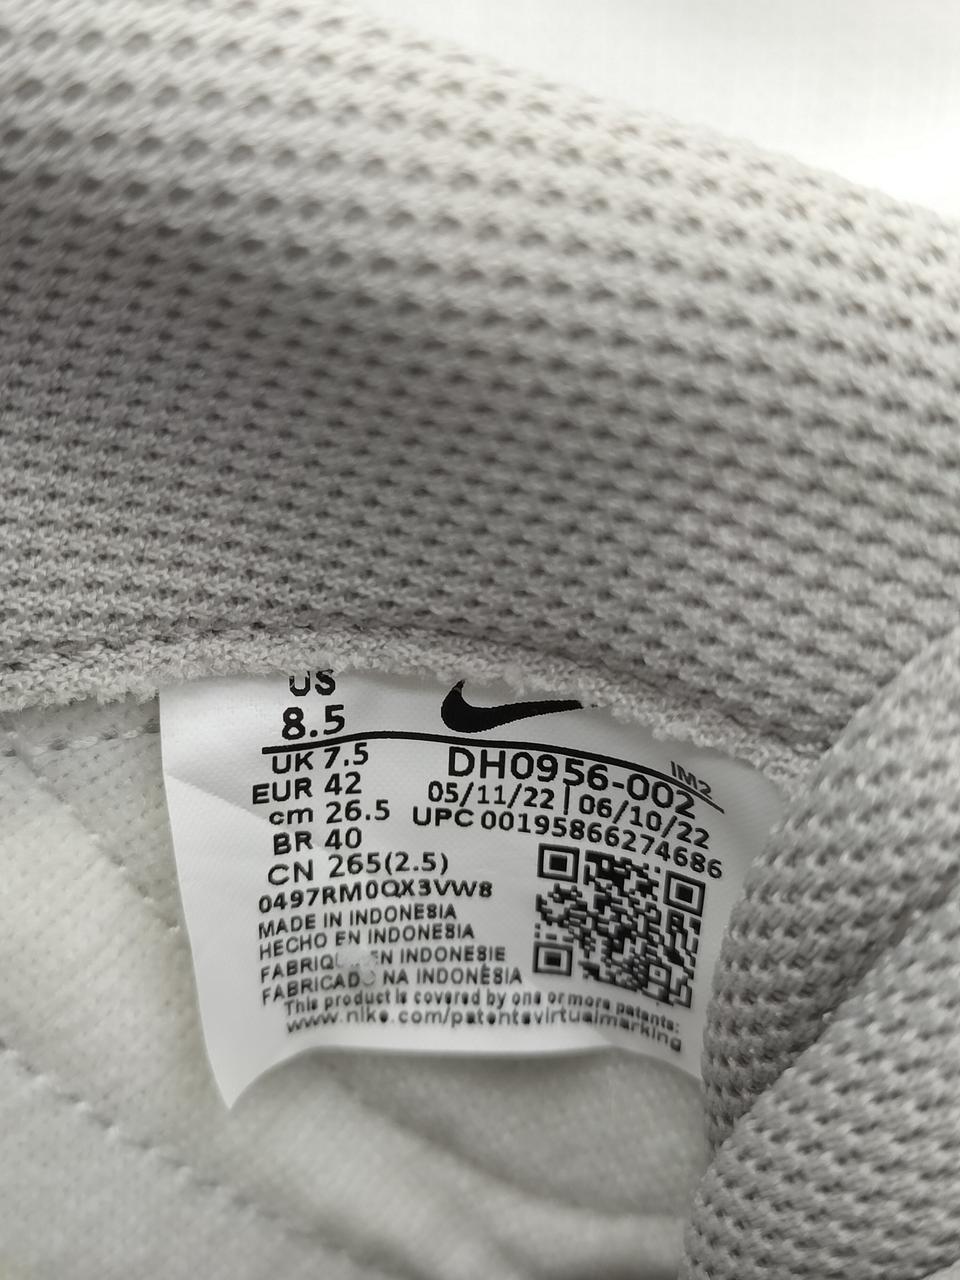 US
8.5
UK 7.5
EUR 42
cm 26.5
BR 40
CN 265(2.5)
0497RM0QX3VW8
MADE IN INDONESIA
HECHO EN INDONESIA
EN INDONESIE
FABRICADO NA INDONÉSIA
This product is covered by one or more patents:
www.nike.com/patentsvirtualmarking
IM2
DH0956-002
05/11/22 | 06/10/22
UPC 00195866274686